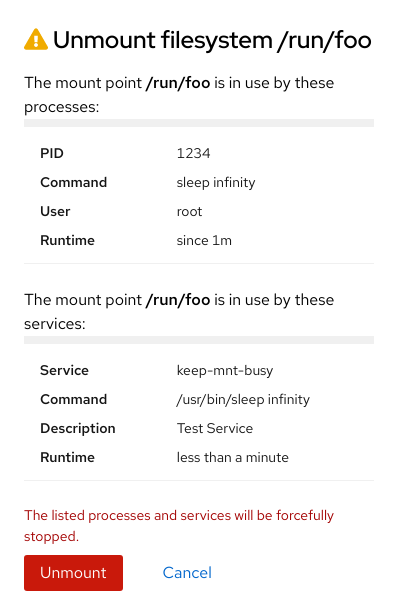 Unmount filesystem /run/foo
The mount point /run/foo is in use by these
processes:
PID 1234
Command sleep infinity
User root
Runtime since 1m
The mount point /run/foo is in use by these
services:
Service keep-mnt-busy
Command /usr/bin/sleep infinity
Description Test Service
Runtime less than a minute
The listed processes and services will be forcefully
stopped.
Unmount Cancel